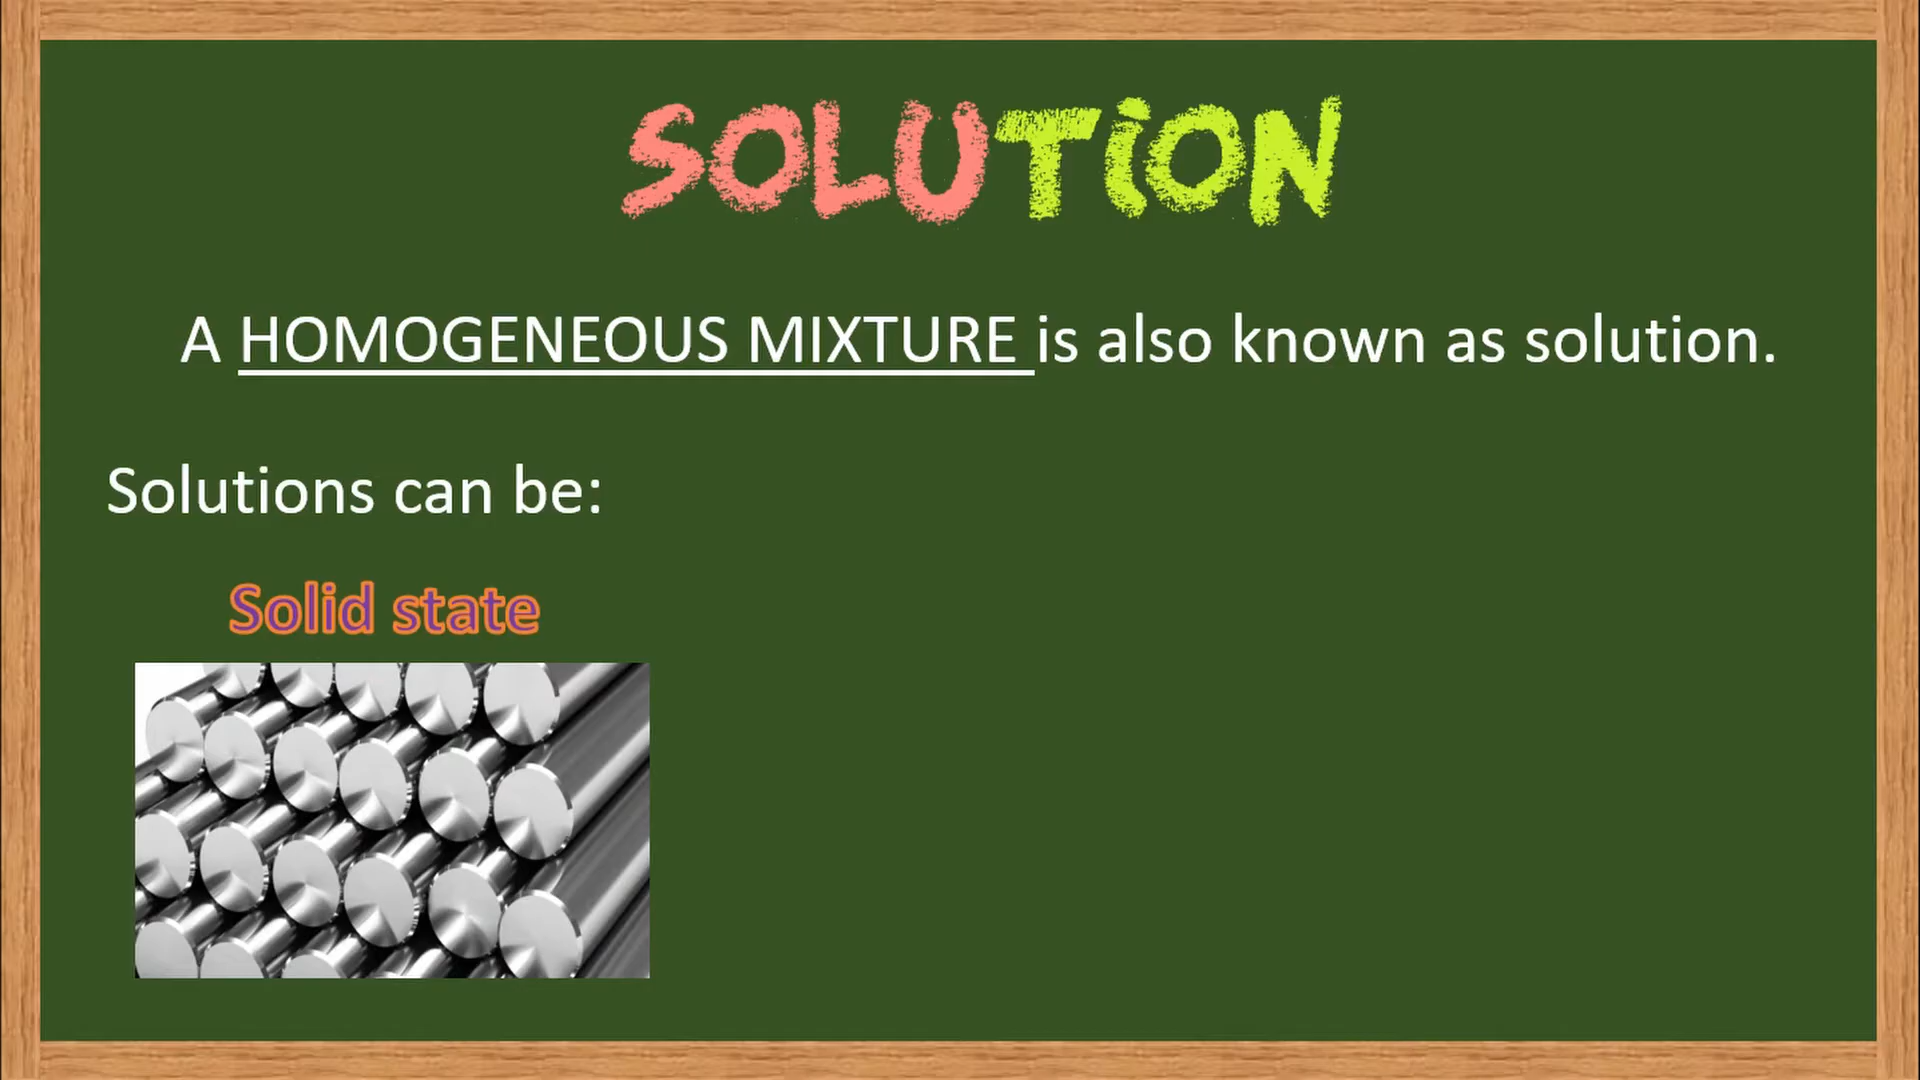 SOLUTiON
A HOMOGENEOUS MIXTURE is also known as solution.
Solutions can be:
Solid state